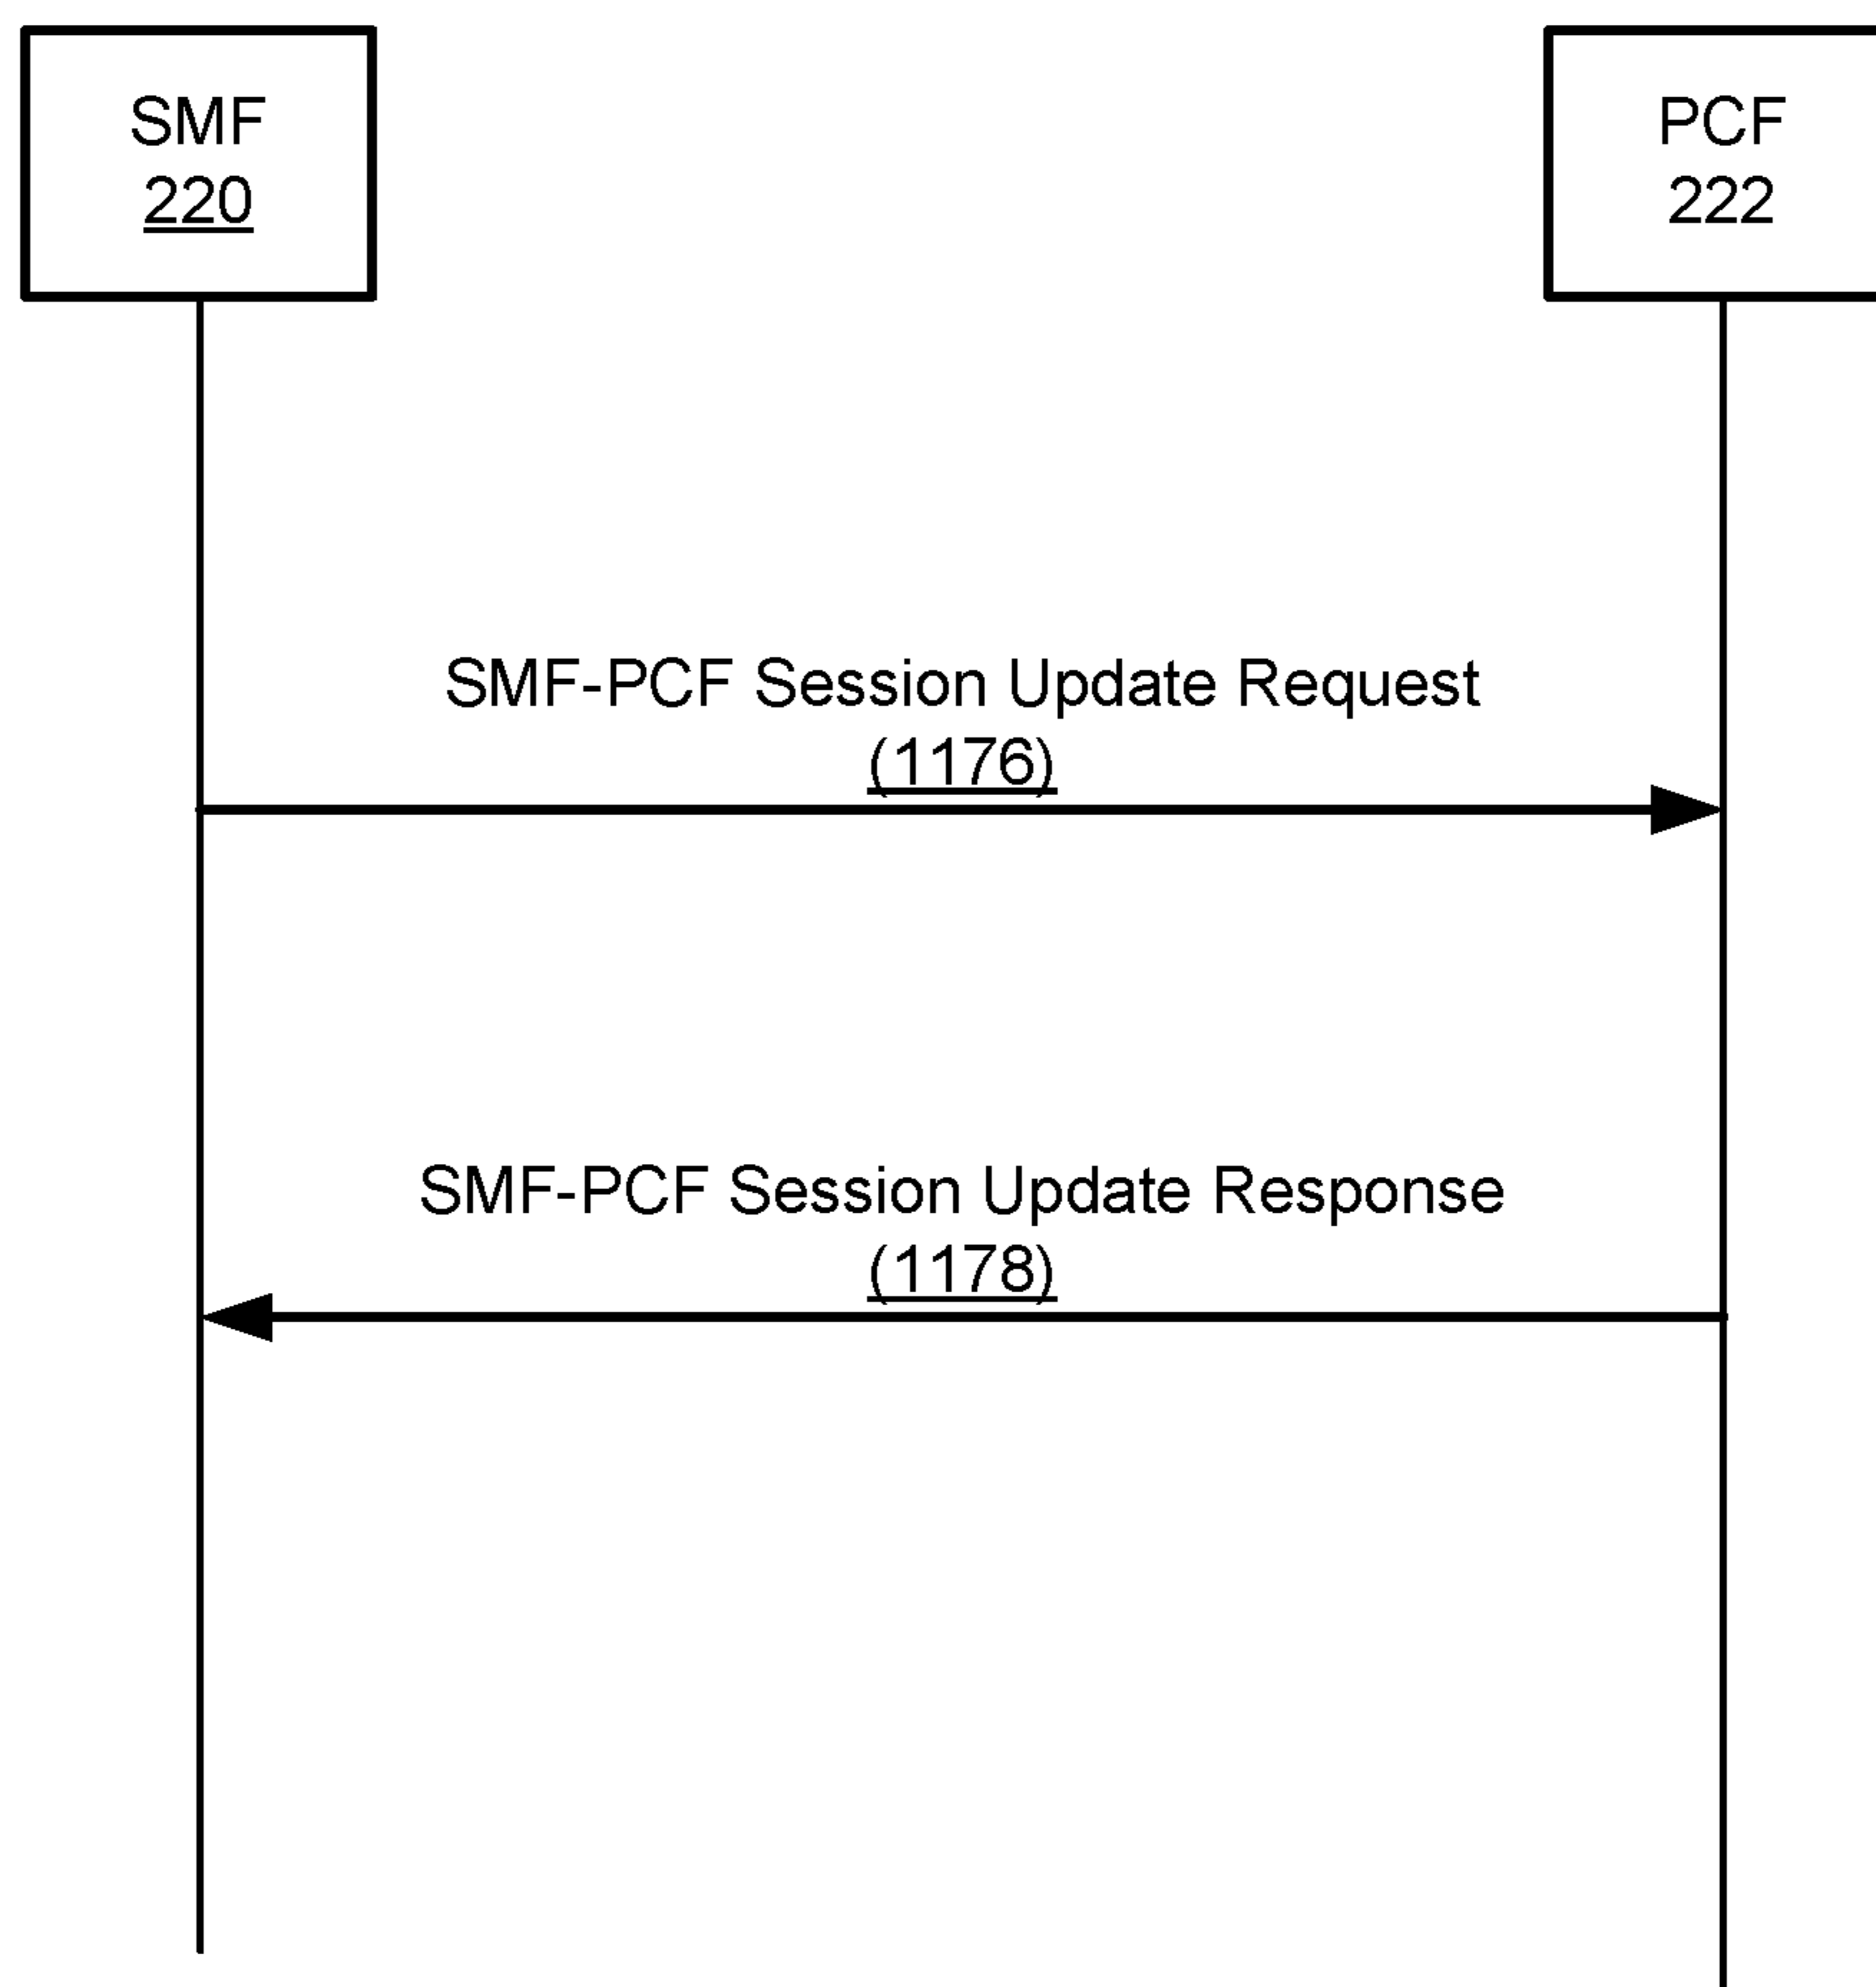 SMF
220
PCF
222
SMF-PCF Session Update Request
(1176)
SMF-PCF Session Update Response
(1178)